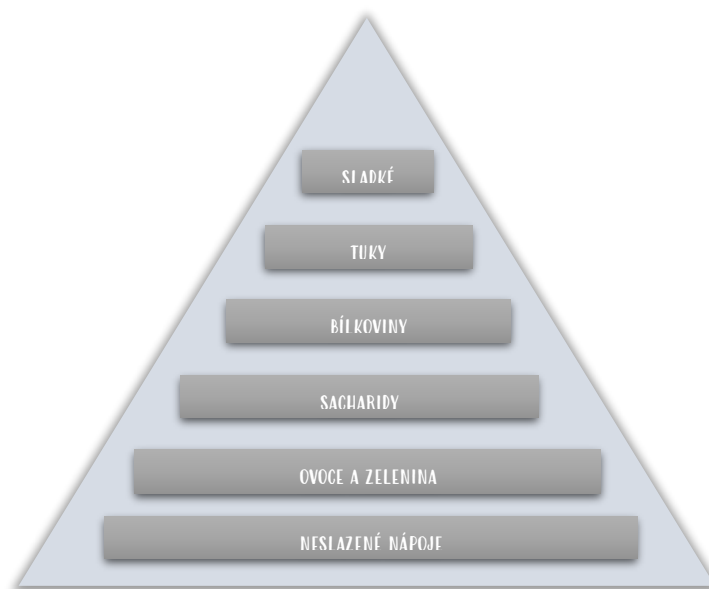 SLADKÉ
TUKY
BÍLKOVINY
SACHARIDY
OVOCE A ZELENINA
NESLAZENÉ NÁPOJE